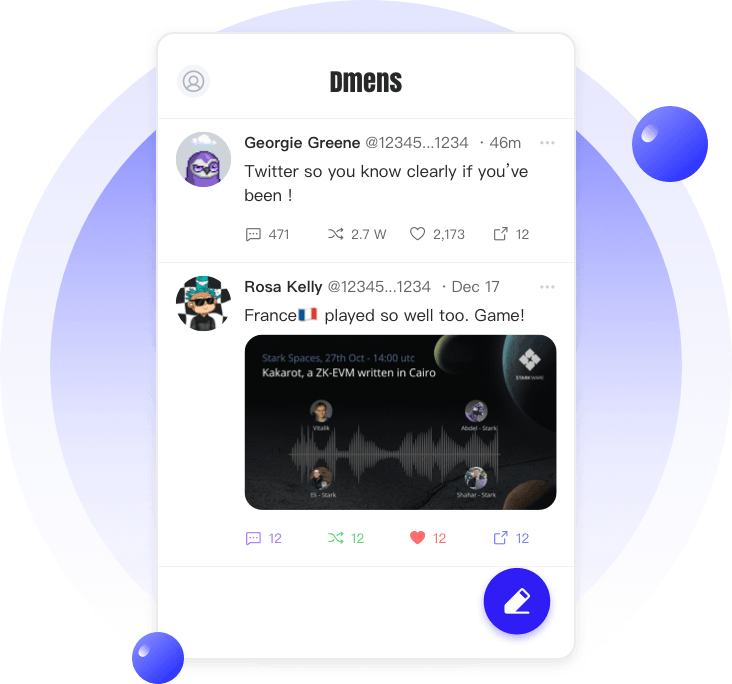 Dmens
Georgie Greene @12345...1234 · 46m
Twitter so you know clearly if you’ve
been !
471 2.7 W 2,173 12
Rosa Kelly @12345...1234 · Dec 17
France🇫🇷 played so well too. Game!
Stark Spaces, 27th Oct - 14:00 utc
Kakarot, a ZK-EVM written in Cairo
STARKWARE
Vitalik Abdel - Stark
Eli - Stark Shahar - Stark
12 12 12 12